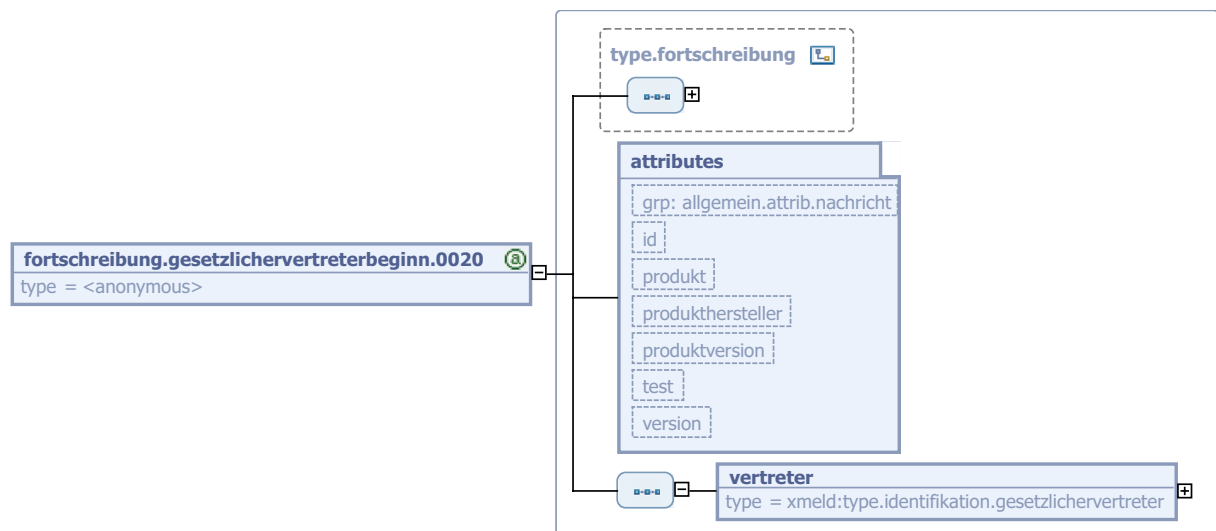 type.fortschreibung
attributes
grp: allgemein.attrib.nachricht
id
produkt
produkthersteller
produktversion
test
version
fortschreibung.gesetzlichervertreterbeginn.0020 a
type = <anonymous>
vertreter
type = xmeld:type.identifikation.gesetzlichervertreter